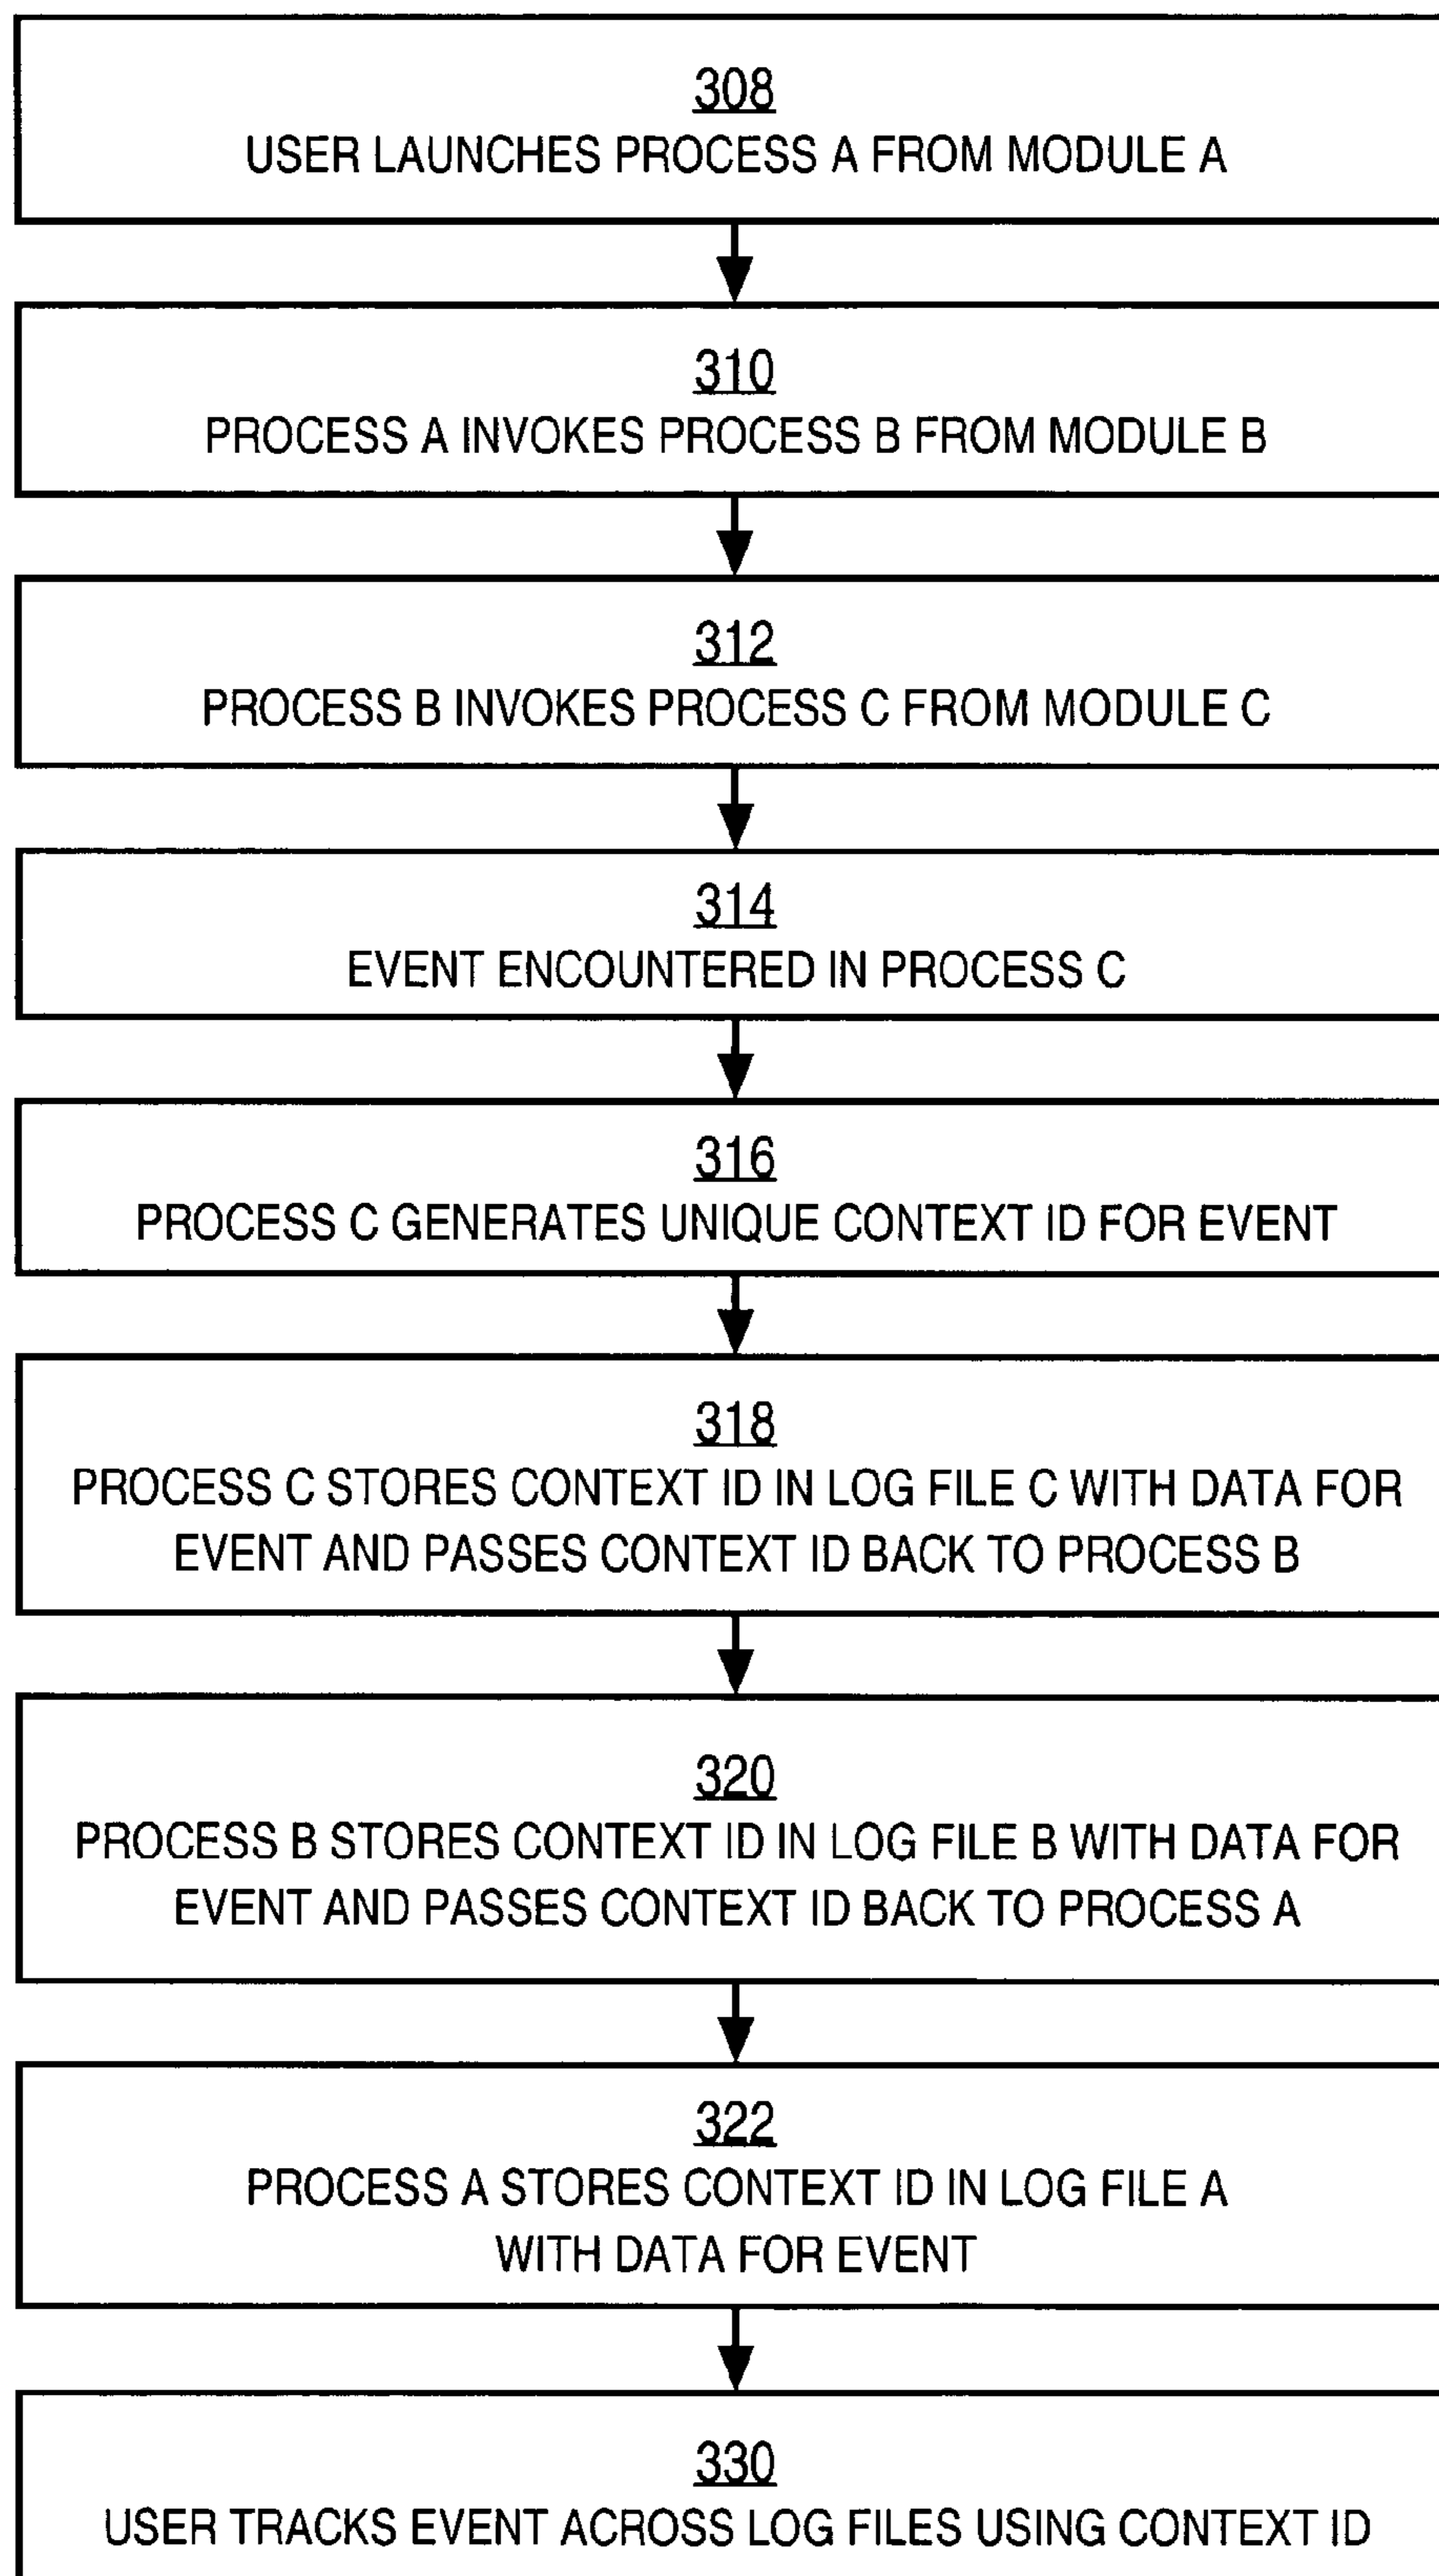 308
USER LAUNCHES PROCESS A FROM MODULE A
310
PROCESS A INVOKES PROCESS B FROM MODULE B
312
PROCESS B INVOKES PROCESS C FROM MODULE C
314
EVENT ENCOUNTERED IN PROCESS C
316
PROCESS C GENERATES UNIQUE CONTEXT ID FOR EVENT
318
PROCESS C STORES CONTEXT ID IN LOG FILE C WITH DATA FOR
EVENT AND PASSES CONTEXT ID BACK TO PROCESS B
320
PROCESS B STORES CONTEXT ID IN LOG FILE B WITH DATA FOR
EVENT AND PASSES CONTEXT ID BACK TO PROCESS A
322
PROCESS A STORES CONTEXT ID IN LOG FILE A
WITH DATA FOR EVENT
330
USER TRACKS EVENT ACROSS LOG FILES USING CONTEXT ID